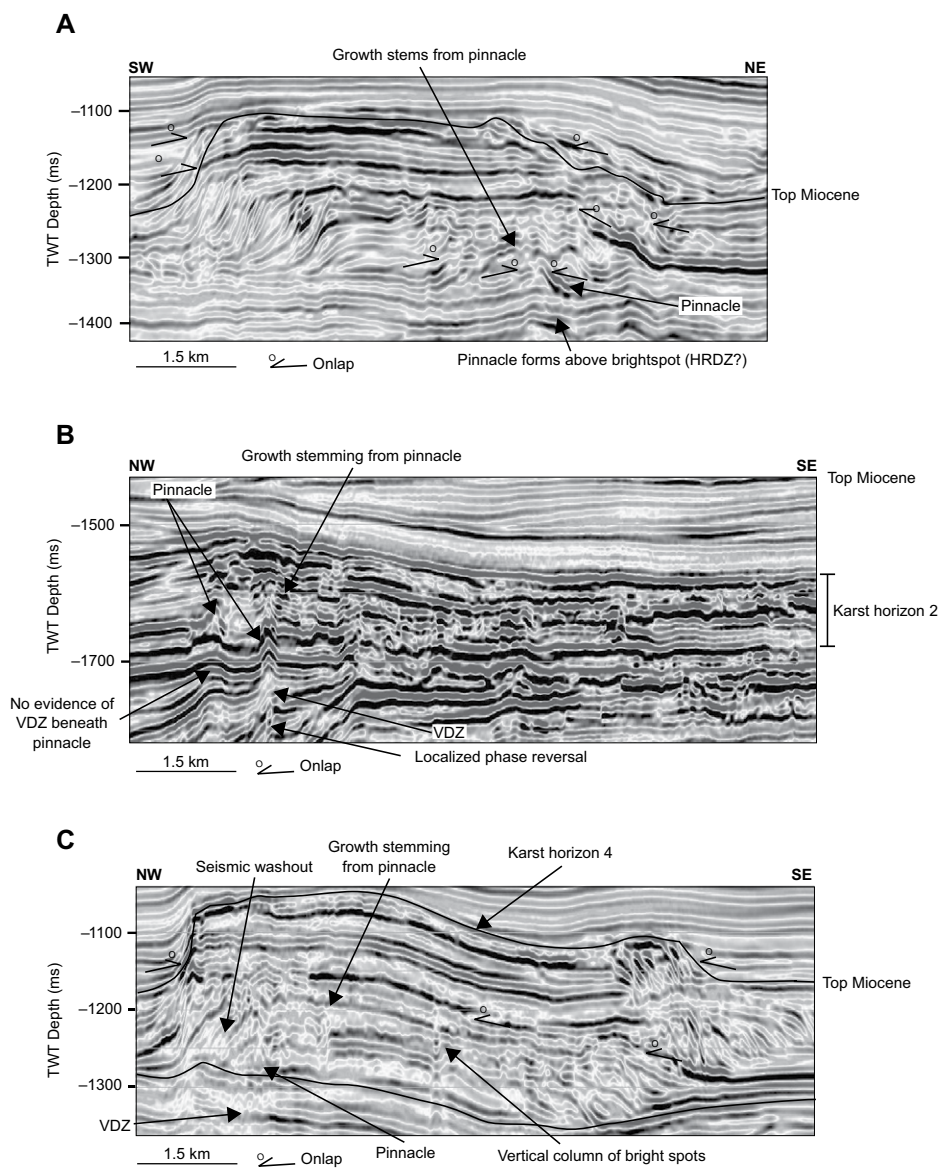 A
Growth stems from pinnacle
SW NE
–1100
–1200
–1300
–1400
TWT Depth (ms)
Top Miocene
Pinnacle
1.5 km
Onlap
Pinnacle forms above brightspot (HRDZ?)
B
Growth stemming from pinnacle
NW SE
Top Miocene
Pinnacle
–1500
–1700
TWT Depth (ms)
Karst horizon 2
No evidence of
VDZ beneath
pinnacle
VDZ
Localized phase reversal
1.5 km
Onlap
C
Growth stemming
from pinnacle
Seismic washout
Karst horizon 4
NW SE
–1100
–1200
–1300
TWT Depth (ms)
Top Miocene
VDZ
Pinnacle
Vertical column of bright spots
1.5 km
Onlap